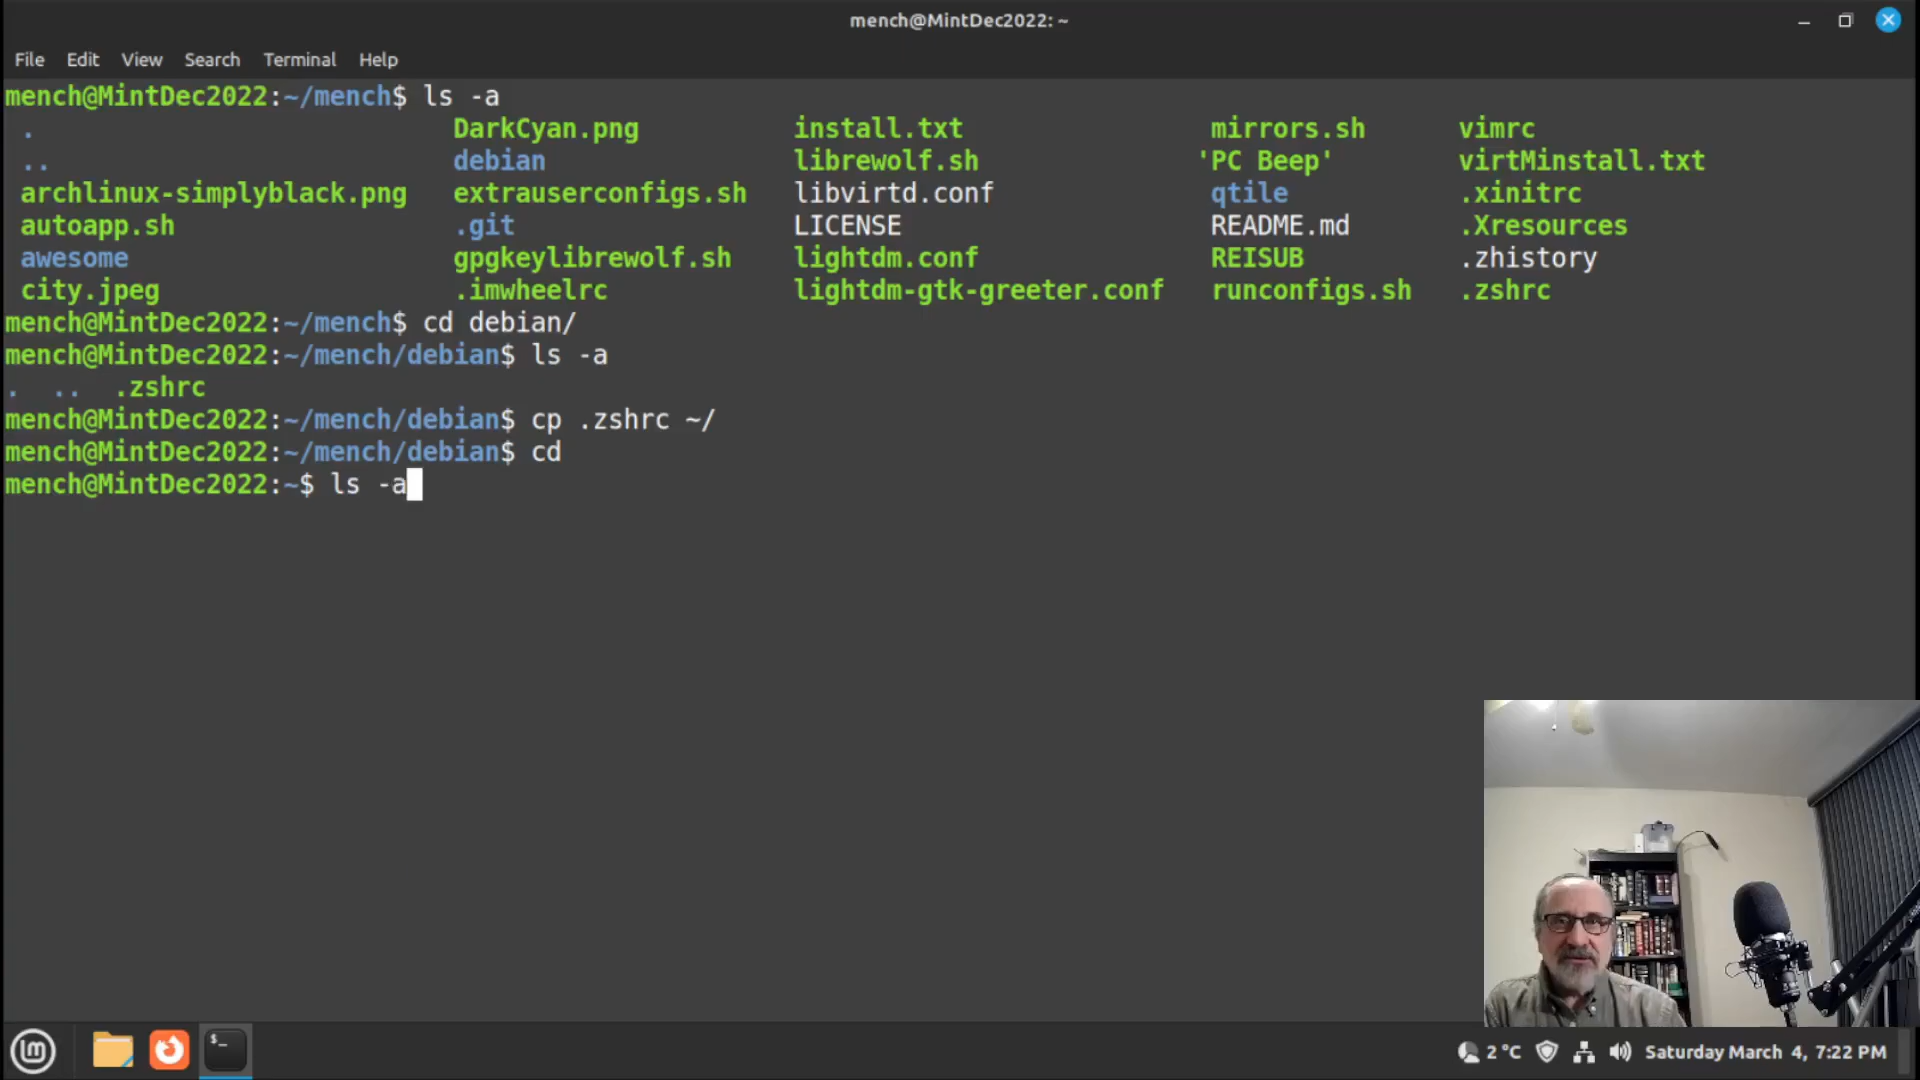 mench@MintDec2022: ~
File Edit View Search Terminal Help
mench@MintDec2022:~/mench$ ls -a
. DarkCyan.png install.txt mirrors.sh vimrc
.. debian librewolf.sh 'PC Beep' virtMinstall.txt
archlinux-simplyblack.png extrauserconfigs.sh libvirtd.conf qtile .xinitrc
autoapp.sh .git LICENSE README.md .Xresources
awesome gpgkeylibrewolf.sh lightdm.conf REISUB .zhistory
city.jpeg .imwheelrc lightdm-gtk-greeter.conf runconfigs.sh .zshrc
mench@MintDec2022:~/mench$ cd debian/
mench@MintDec2022:~/mench/debian$ ls -a
. .. .zshrc
mench@MintDec2022:~/mench/debian$ cp .zshrc ~/
mench@MintDec2022:~/mench/debian$ cd
mench@MintDec2022:~$ ls -a
$_
2 °C Saturday March 4, 7:22 PM